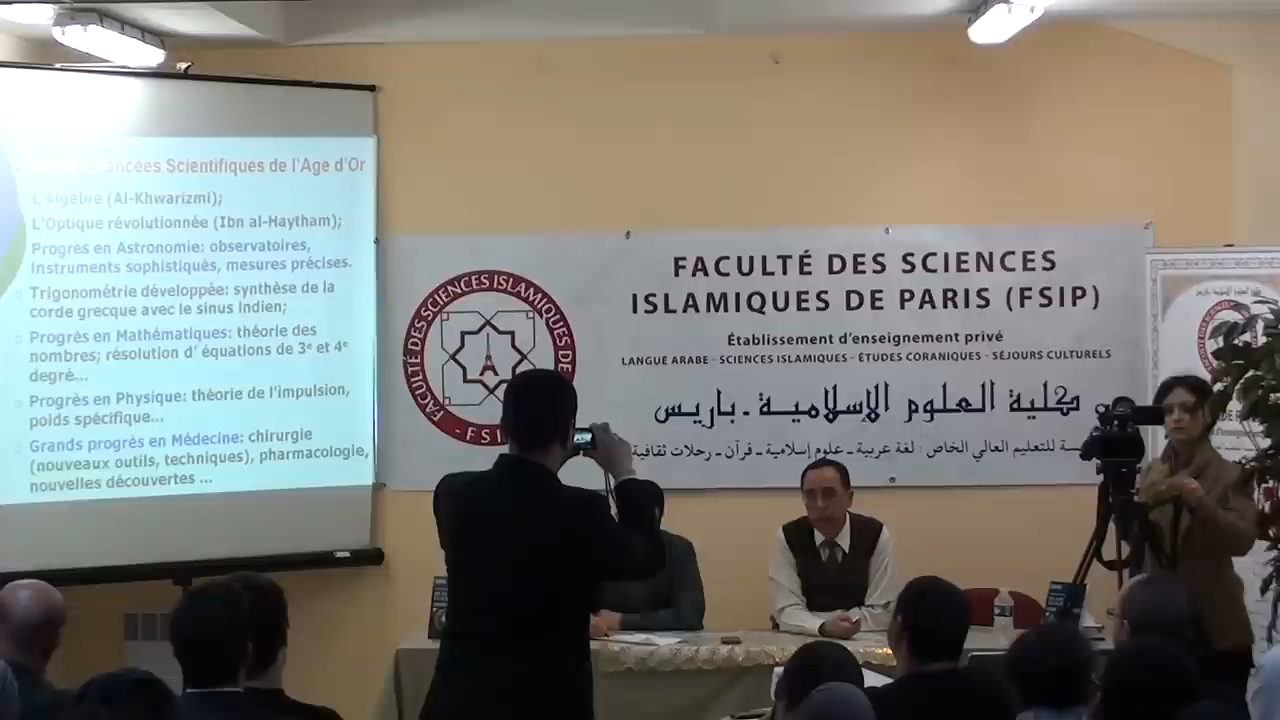 Avancées Scientifiques de l'Age d'Or
L'Algèbre (Al-Khwarizmi);
L'Optique révolutionnée (Ibn al-Haytham);
Progrès en Astronomie: observatoires,
Instruments sophistiqués, mesures précises.
Trigonométrie développée: synthèse de la
corde grecque avec le sinus Indien;
Progrès en Mathématiques: théorie des
nombres; résolution d' équations de 3e et 4e
degré...
Progrès en Physique: théorie de l'impulsion,
poids spécifique...
Grands progrès en Médecine: chirurgie
(nouveaux outils, techniques), pharmacologie,
nouvelles découvertes ...
FACULTÉ DES SCIENCES ISLAMIQUES DE
FSI
FACULTÉ DES SCIENCES
ISLAMIQUES DE PARIS (FSIP)
Établissement d'enseignement privé
LANGUE ARABE - SCIENCES ISLAMIQUES - ÉTUDES CORANIQUES - SÉJOURS CULTURELS
كلية العلوم الإسلامية - باريس
للتعليم العالي الخاص : لغة عربية - علوم إسلامية - قرآن - رحلات ثقافية